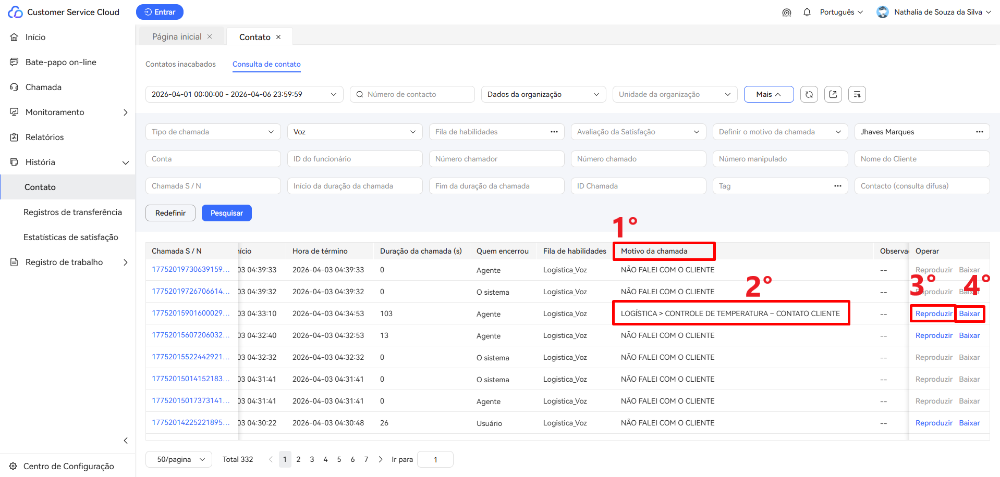 Customer Service Cloud
Entrar
Português
Nathalia de Souza da Silva
Início
Bate-papo on-line
Chamada
Monitoramento
Relatórios
História
Contato
Registros de transferência
Estatísticas de satisfação
Registro de trabalho
Centro de Configuração
Página inicial
Contato
Contatos inacabados
Consulta de contato
2026-04-01 00:00:00 - 2026-04-06 23:59:59
Número de contacto
Dados da organização
Unidade da organização
Mais
Tipo de chamada
Voz
Fila de habilidades
Avaliação da Satisfação
Definir o motivo da chamada
Jhaves Marques
Conta
ID do funcionário
Número chamador
Número chamado
Número manipulado
Nome do Cliente
Chamada S / N
Início da duração da chamada
Fim da duração da chamada
ID Chamada
Tag
Contacto (consulta difusa)
Redefinir
Pesquisar
1°
Chamada S / N nício Hora de término Duração da chamada (s) Quem encerrou Fila de habilidades Motivo da chamada Observac Operar
17752019730639159... 03 04:39:33 2026-04-03 04:39:33 0 Agente Logistica_Voz NÃO FALEI COM O CLIENTE Reproduzir Baixar
2° 3° 4°
17752019726706614... 03 04:39:32 2026-04-03 04:39:32 0 O sistema Logistica_Voz NÃO FALEI COM O CLIENTE -- Reproduzir Baixar
17752015901600029... 03 04:33:10 2026-04-03 04:34:53 103 Agente Logistica_Voz LOGÍSTICA > CONTROLE DE TEMPERATURA – CONTATO CLIENTE -- Reproduzir Baixar
17752015607206032... 03 04:32:40 2026-04-03 04:32:53 13 Agente Logistica_Voz NÃO FALEI COM O CLIENTE -- Reproduzir Baixar
17752015522442921... 03 04:32:32 2026-04-03 04:32:32 0 O sistema Logistica_Voz NÃO FALEI COM O CLIENTE -- Reproduzir Baixar
17752015014152183... 03 04:31:41 2026-04-03 04:31:41 0 O sistema Logistica_Voz NÃO FALEI COM O CLIENTE -- Reproduzir Baixar
17752015017373141... 03 04:31:41 2026-04-03 04:31:41 0 Agente Logistica_Voz NÃO FALEI COM O CLIENTE -- Reproduzir Baixar
17752014225221895... 03 04:30:22 2026-04-03 04:30:48 26 Usuário Logistica_Voz NÃO FALEI COM O CLIENTE -- Reproduzir Baixar
50/pagina Total 332 1 2 3 4 5 6 7 Ir para 1